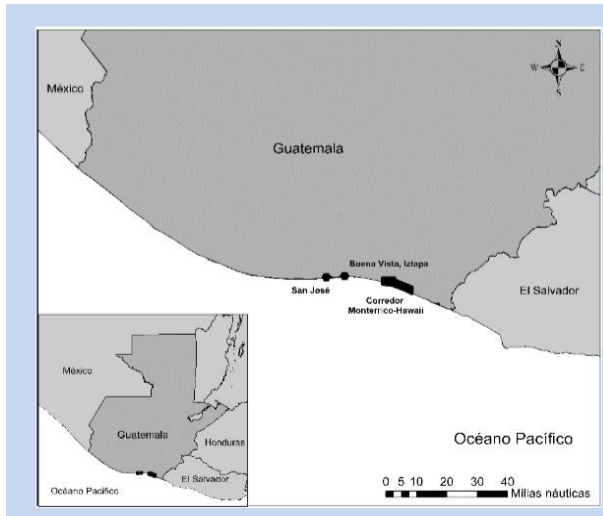 N
W E
S
México
Guatemala
Buena Vista, Iztapa
San José
Corredor
Monterrico-Hawaii
El Salvador
Océano Pacífico
0 5 10 20 30 40
Millas náuticas
México
Guatemala
Honduras
El Salvador
Océano Pacífico